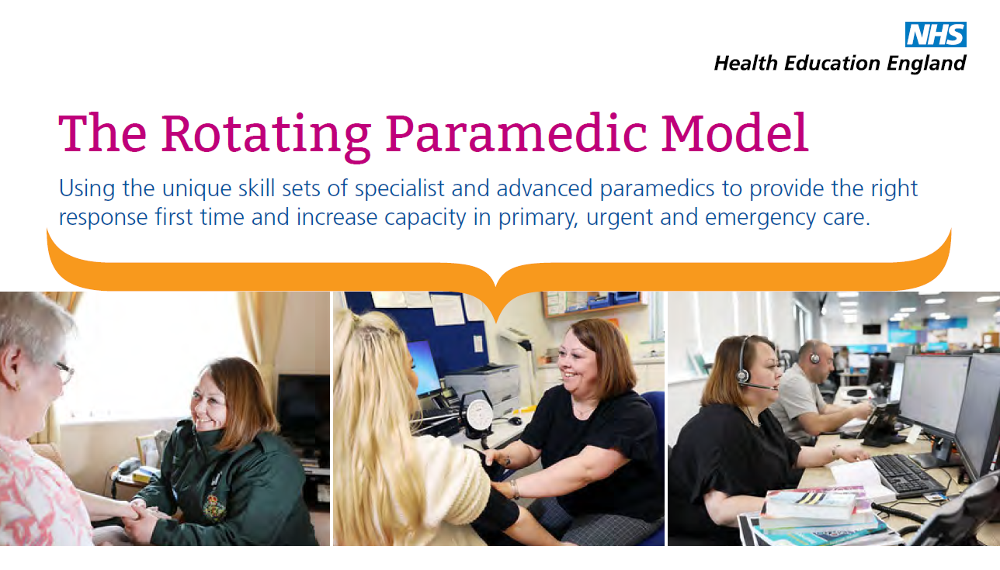 NHS
Health Education England
The Rotating Paramedic Model
Using the unique skill sets of specialist and advanced paramedics to provide the right
response first time and increase capacity in primary, urgent and emergency care.